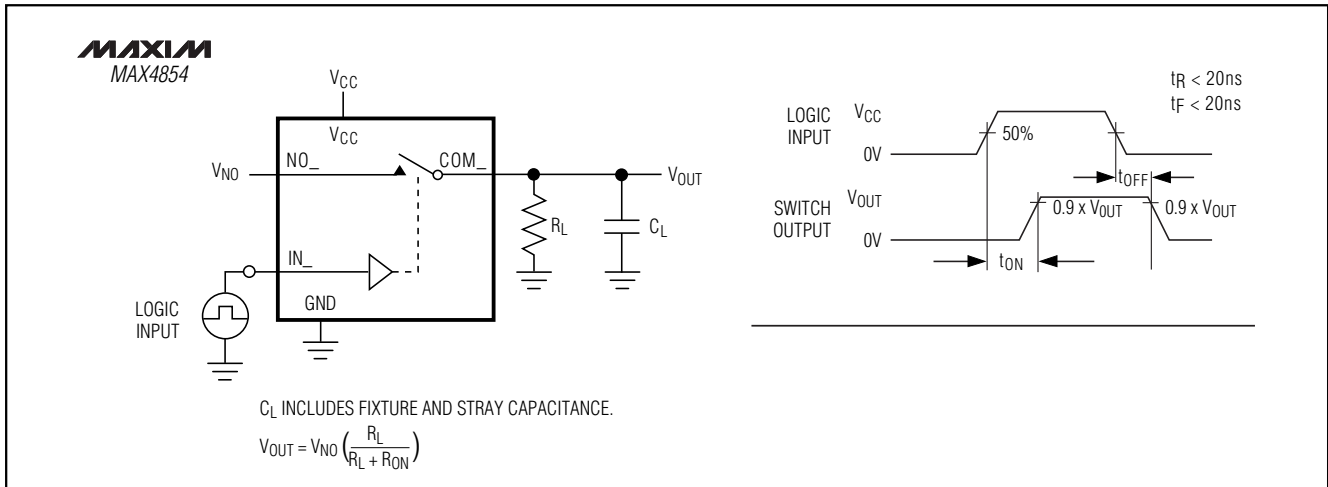 MAXIM
MAX4854
VCC
VCC
VNO
NO_
COM_
VOUT
RL
CL
IN_
GND
LOGIC
INPUT
CL INCLUDES FIXTURE AND STRAY CAPACITANCE.
VOUT = VNO (RL / RL + RON)
tR < 20ns
tF < 20ns
LOGIC
INPUT
VCC
50%
0V
tOFF
SWITCH
OUTPUT
VOUT
0.9 x VOUT
0.9 x VOUT
0V
tON